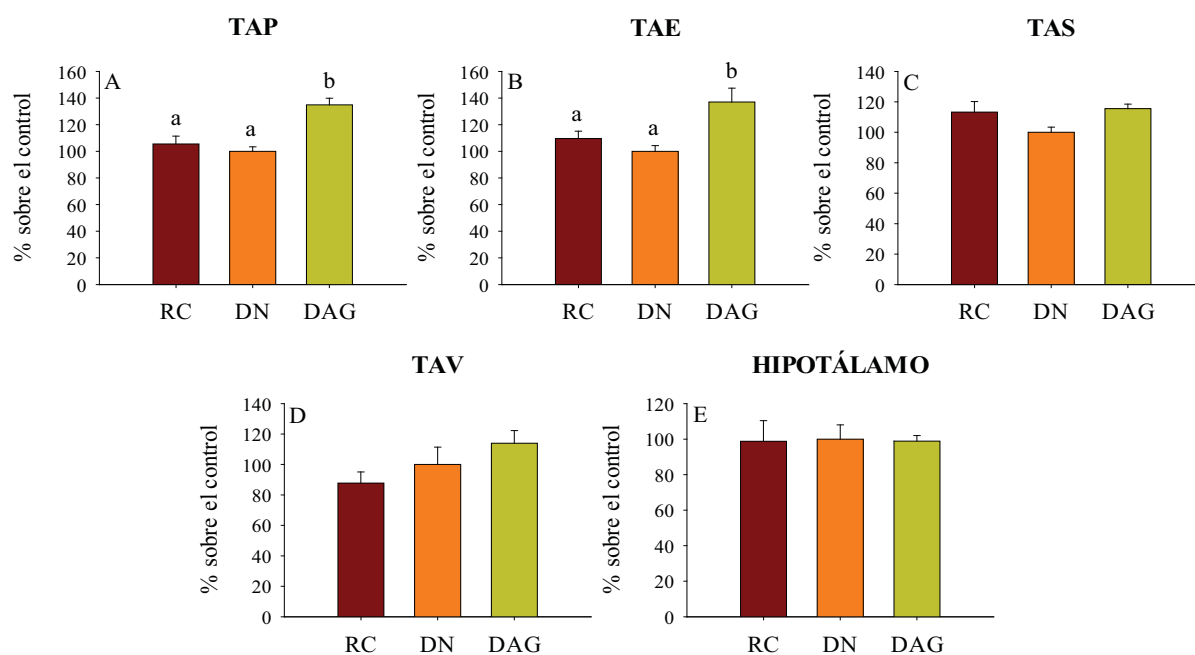 TAP
A
% sobre el control
160
140
120
100
80
60
40
20
0
a
a
b
RC DN DAG
TAE
B
% sobre el control
160
140
120
100
80
60
40
20
0
a
a
b
RC DN DAG
TAS
C
% sobre el control
140
120
100
80
60
40
20
0
RC DN DAG
TAV
D
% sobre el control
140
120
100
80
60
40
20
0
RC DN DAG
HIPOTÁLAMO
E
% sobre el control
120
100
80
60
40
20
0
RC DN DAG